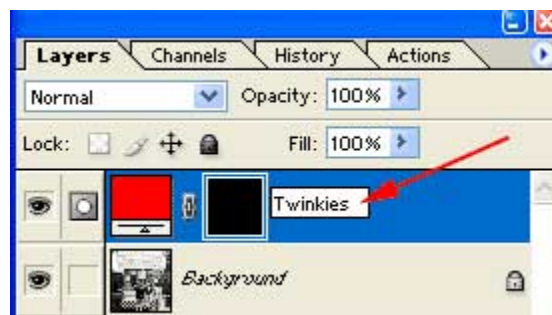 Layers Channels History Actions
Normal Opacity: 100%
Lock: Fill: 100%
Twinkies
Background